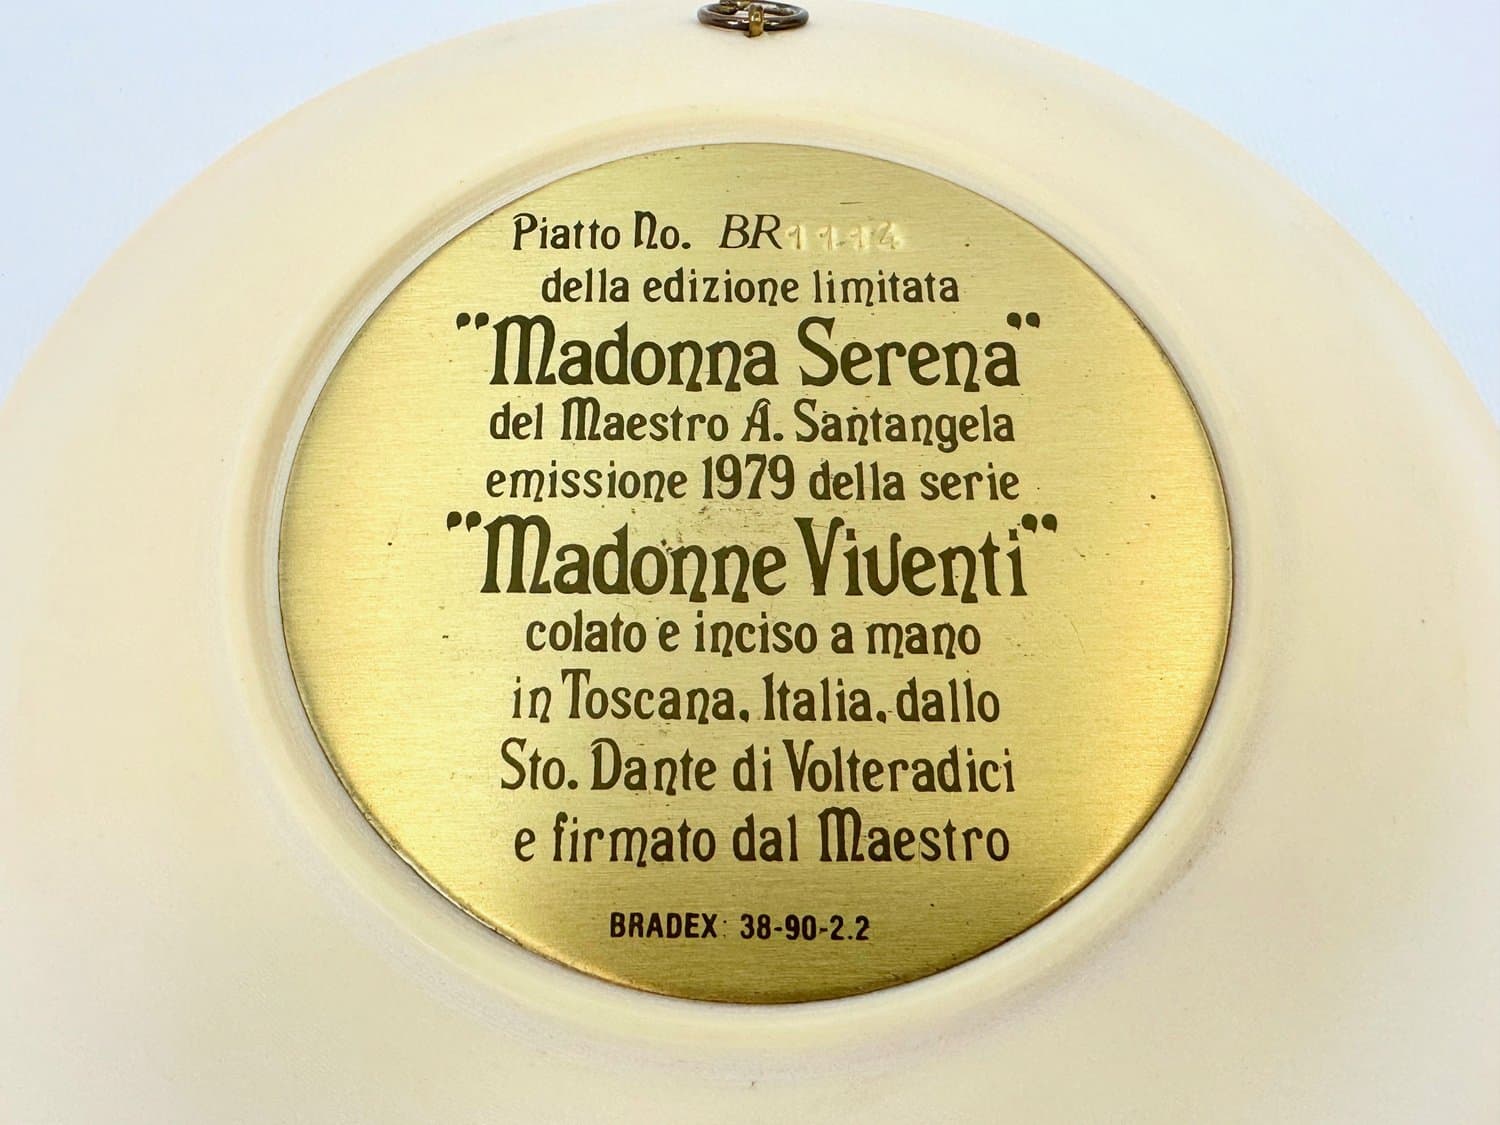 Piatto No. BR1114
della edizione limitata
"Madonna Serena"
del Maestro A. Santangela
emissione 1979 della serie
"Madonne Viventi"
colato e inciso a mano
in Toscana, Italia, dallo
Sto. Dante di Volteradici
e firmato dal Maestro
BRADEX: 38-90-2.2